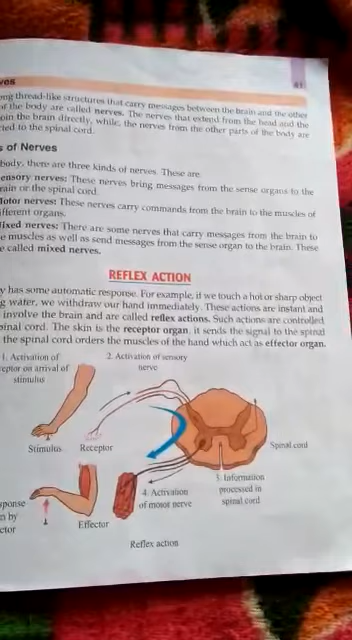 ves
61
ong thread-like structures that carry messages between the brain and the other
of the body are called nerves. The nerves that extend from the head and the
oin the brain directly, while, the nerves from the other parts of the body are
cted to the spinal cord.
s of Nerves
body, there are three kinds of nerves. These are
ensory nerves: These nerves bring messages from the sense organs to the
rain or the spinal cord.
lotor nerves: These nerves carry commands from the brain to the muscles of
ifferent organs.
ixed nerves: There are some nerves that carry messages from the brain to
e muscles as well as send messages from the sense organ to the brain. These
e called mixed nerves.
REFLEX ACTION
y has some automatic response. For example, if we touch a hot or sharp object
g water, we withdraw our hand immediately. These actions are instant and
involve the brain and are called reflex actions. Such actions are controlled
pinal cord. The skin is the receptor organ, it sends the signal to the spinal
the spinal cord orders the muscles of the hand which act as effector organ.
1. Activation of
eptor on arrival of
stimulus
2. Activation of sensory
nerve
Stimulus
Receptor
Spinal cord
3. Information
processed in
spinal cord
4. Activation
of motor nerve
sponse
n by
ctor
Effector
Reflex action